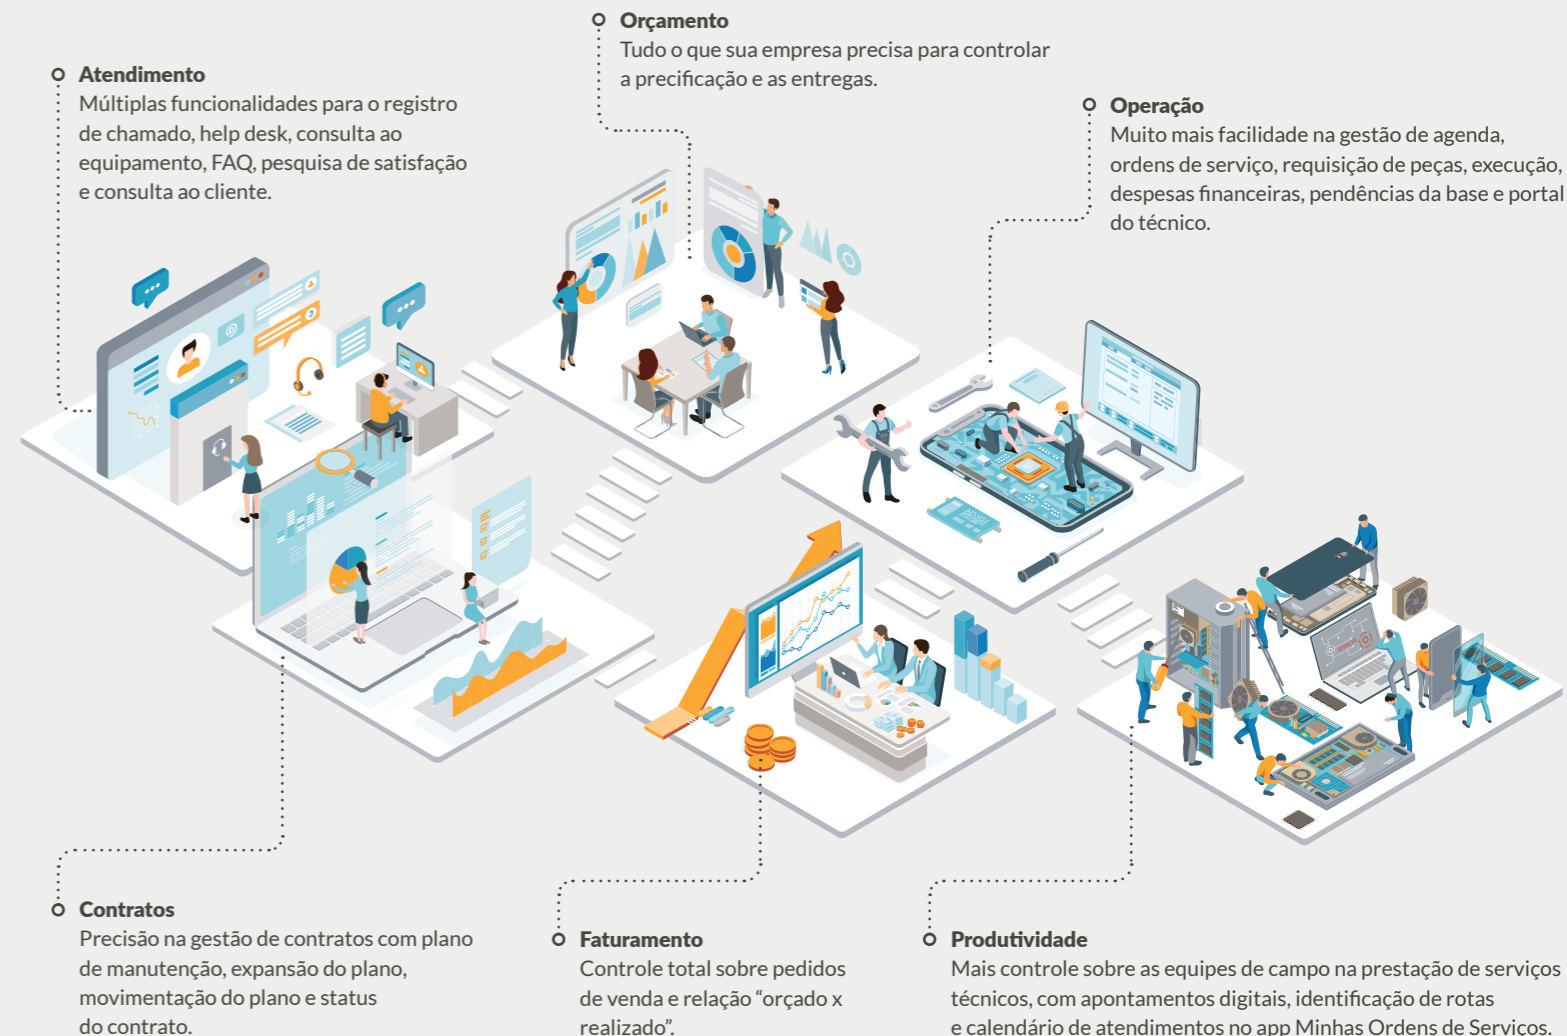 Atendimento
Múltiplas funcionalidades para o registro
de chamado, help desk, consulta ao
equipamento, FAQ, pesquisa de satisfação
e consulta ao cliente.
Orçamento
Tudo o que sua empresa precisa para controlar
a precificação e as entregas.
Operação
Muito mais facilidade na gestão de agenda,
ordens de serviço, requisição de peças, execução,
despesas financeiras, pendências da base e portal
do técnico.
Contratos
Precisão na gestão de contratos com plano
de manutenção, expansão do plano,
movimentação do plano e status
do contrato.
Faturamento
Controle total sobre pedidos
de venda e relação “orçado x
realizado”.
Produtividade
Mais controle sobre as equipes de campo na prestação de serviços
técnicos, com apontamentos digitais, identificação de rotas
e calendário de atendimentos no app Minhas Ordens de Serviços.